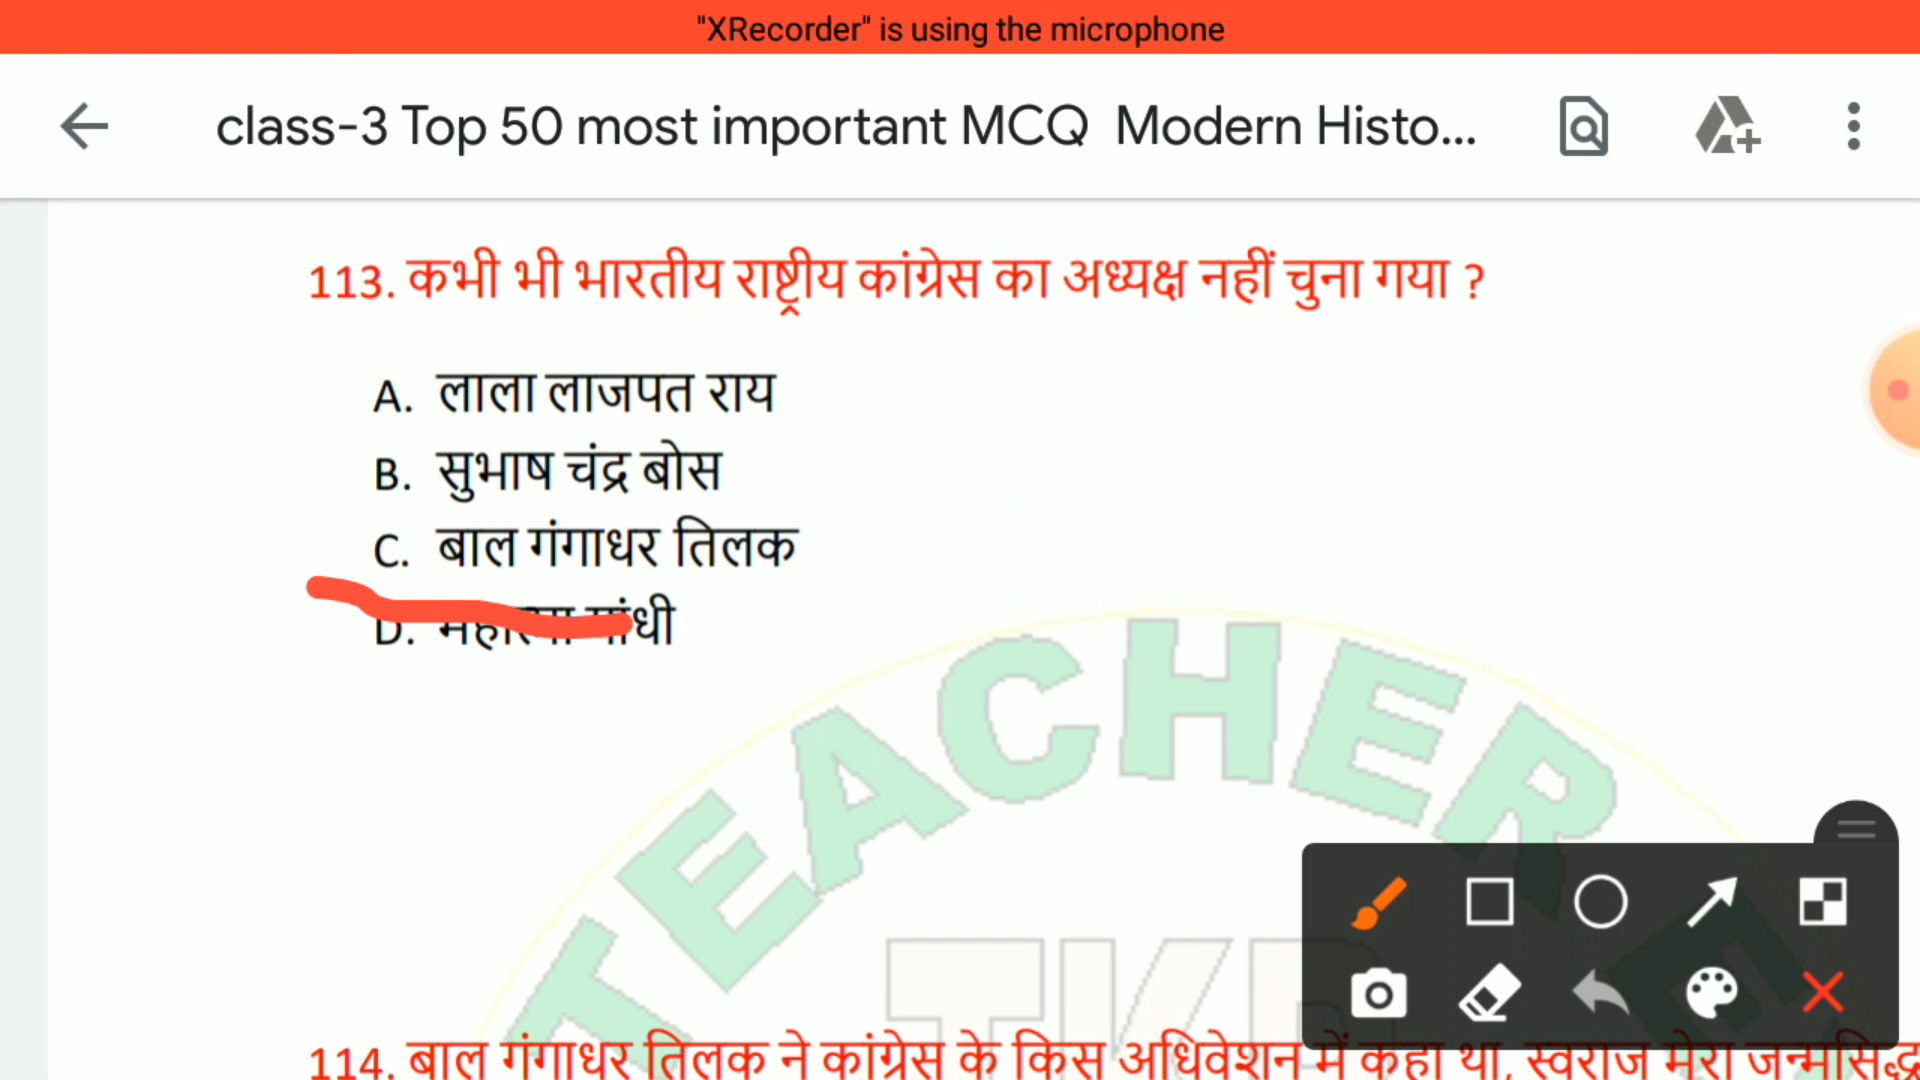 "XRecorder" is using the microphone
class-3 Top 50 most important MCQ Modern Histo...
113. कभी भी भारतीय राष्ट्रीय कांग्रेस का अध्यक्ष नहीं चुना गया ?
A. लाला लाजपत राय
B. सुभाष चंद्र बोस
C. बाल गंगाधर तिलक
D. महात्मा गांधी
TEACHER
114. बाल गंगाधर तिलक ने कांग्रेस के किस अधिवेशन में कहा था, स्वराज मेरा